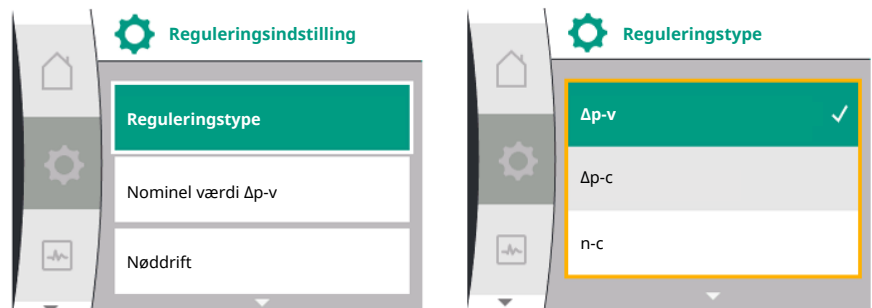 Reguleringsindstilling
Reguleringstype
Nominel værdi Δp-v
Nøddrift
Reguleringstype
Δp-v
Δp-c
n-c